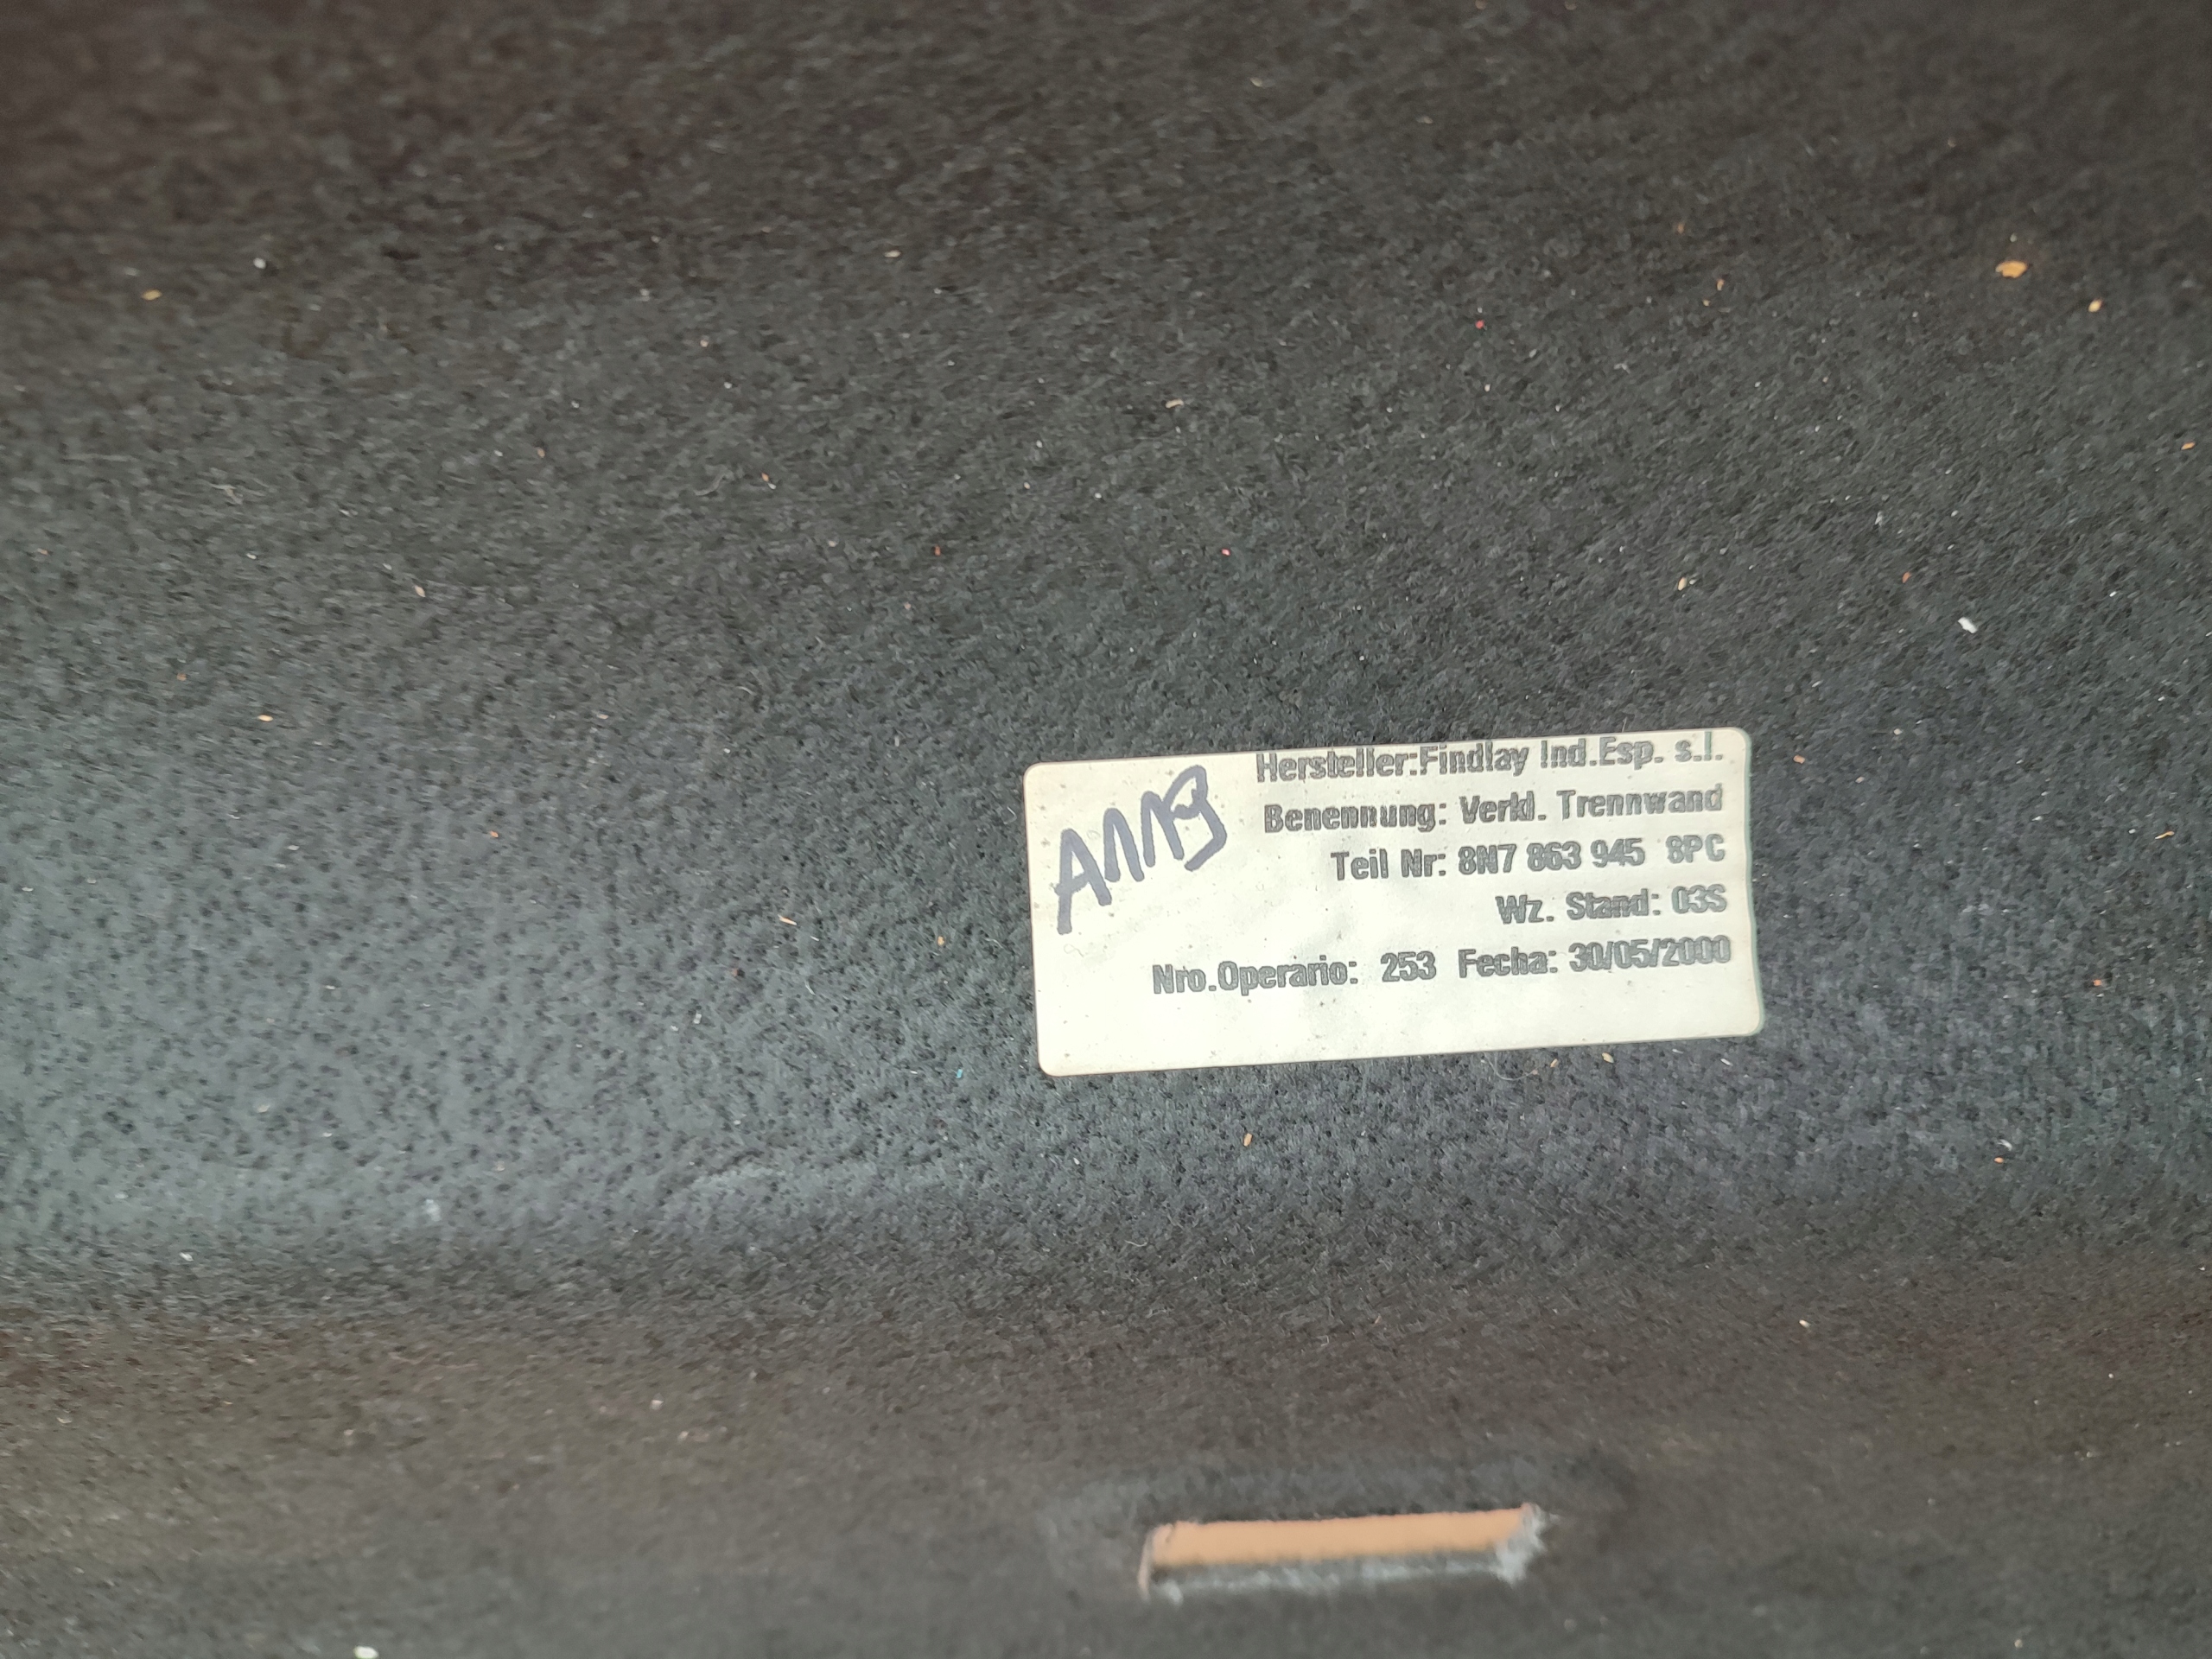 Hersteller:Findlay Ind.Esp. s.l.
Benennung: Verkl. Trennwand
Teil Nr: 8N7 863 945 8PC
Wz. Stand: 03S
Nro.Operario: 253 Fecha: 30/05/2000